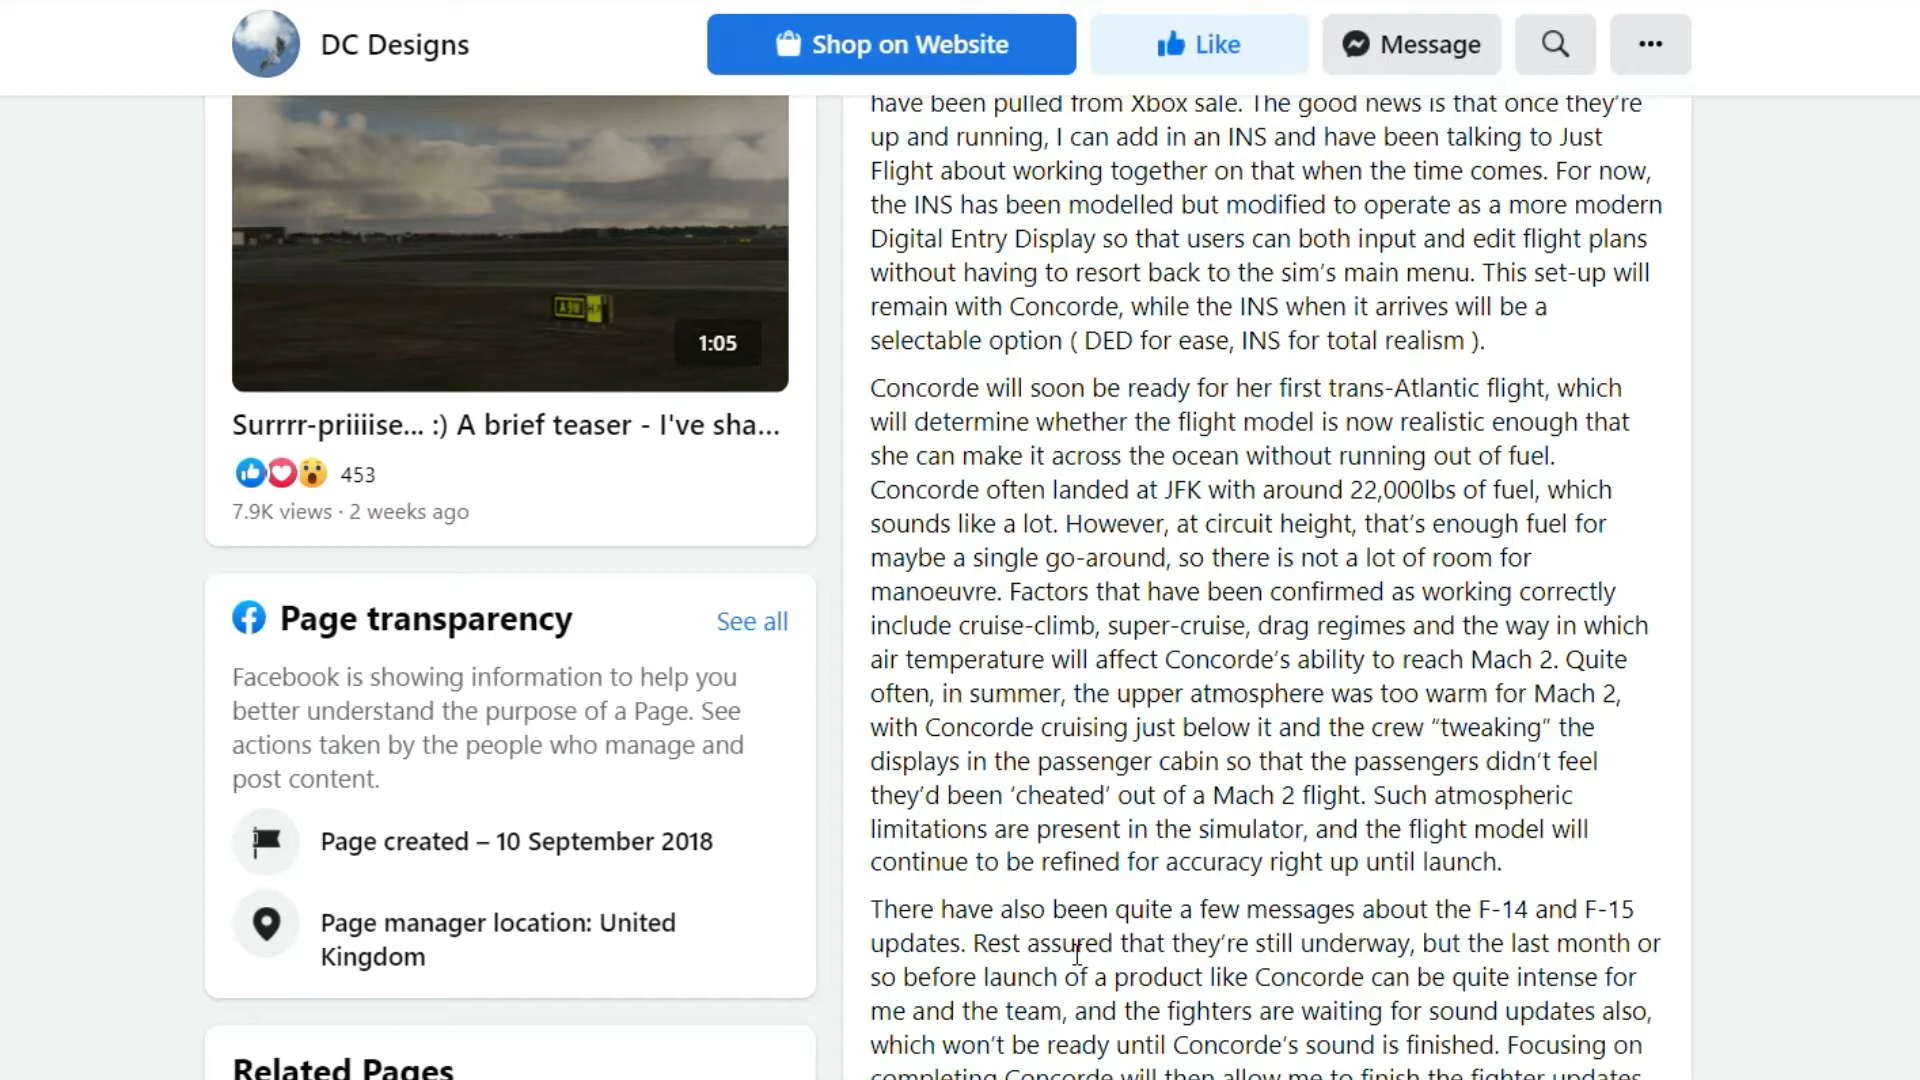 DC Designs
Shop on Website
Like
Message
A9
H7
1:05
Surrrr-priiiise... :) A brief teaser - I've sha...
453
7.9K views · 2 weeks ago
Page transparency
See all
Facebook is showing information to help you
better understand the purpose of a Page. See
actions taken by the people who manage and
post content.
Page created – 10 September 2018
Page manager location: United
Kingdom
Related Pages
have been pulled from Xbox sale. The good news is that once they’re
up and running, I can add in an INS and have been talking to Just
Flight about working together on that when the time comes. For now,
the INS has been modelled but modified to operate as a more modern
Digital Entry Display so that users can both input and edit flight plans
without having to resort back to the sim’s main menu. This set-up will
remain with Concorde, while the INS when it arrives will be a
selectable option ( DED for ease, INS for total realism ).
Concorde will soon be ready for her first trans-Atlantic flight, which
will determine whether the flight model is now realistic enough that
she can make it across the ocean without running out of fuel.
Concorde often landed at JFK with around 22,000lbs of fuel, which
sounds like a lot. However, at circuit height, that’s enough fuel for
maybe a single go-around, so there is not a lot of room for
manoeuvre. Factors that have been confirmed as working correctly
include cruise-climb, super-cruise, drag regimes and the way in which
air temperature will affect Concorde’s ability to reach Mach 2. Quite
often, in summer, the upper atmosphere was too warm for Mach 2,
with Concorde cruising just below it and the crew “tweaking” the
displays in the passenger cabin so that the passengers didn’t feel
they’d been ‘cheated’ out of a Mach 2 flight. Such atmospheric
limitations are present in the simulator, and the flight model will
continue to be refined for accuracy right up until launch.
There have also been quite a few messages about the F-14 and F-15
updates. Rest assured that they’re still underway, but the last month or
so before launch of a product like Concorde can be quite intense for
me and the team, and the fighters are waiting for sound updates also,
which won’t be ready until Concorde’s sound is finished. Focusing on
completing Concorde will then allow me to finish the fighter updates